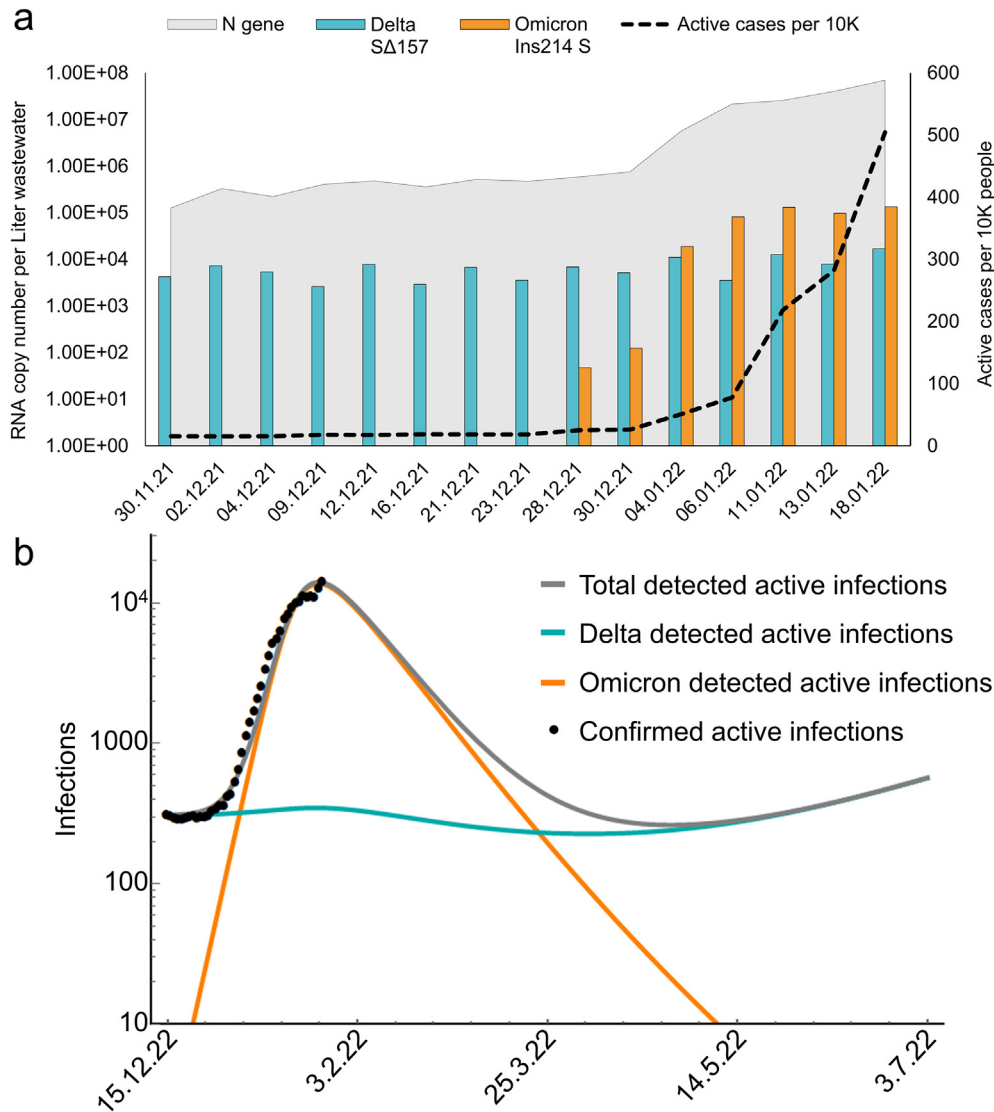 a
N gene
Delta
SΔ157
Omicron
Ins214 S
Active cases per 10K
RNA copy number per Liter wastewater
1.00E+08
1.00E+07
1.00E+06
1.00E+05
1.00E+04
1.00E+03
1.00E+02
1.00E+01
1.00E+00
600
500
400
300
200
100
0
Active cases per 10K people
30.11.21
02.12.21
04.12.21
09.12.21
12.12.21
16.12.21
21.12.21
23.12.21
28.12.21
30.12.21
04.01.22
06.01.22
11.01.22
13.01.22
18.01.22
b
Total detected active infections
Delta detected active infections
Omicron detected active infections
Confirmed active infections
Infections
10⁴
1000
100
10
15.12.22
3.2.22
25.3.22
14.5.22
3.7.22